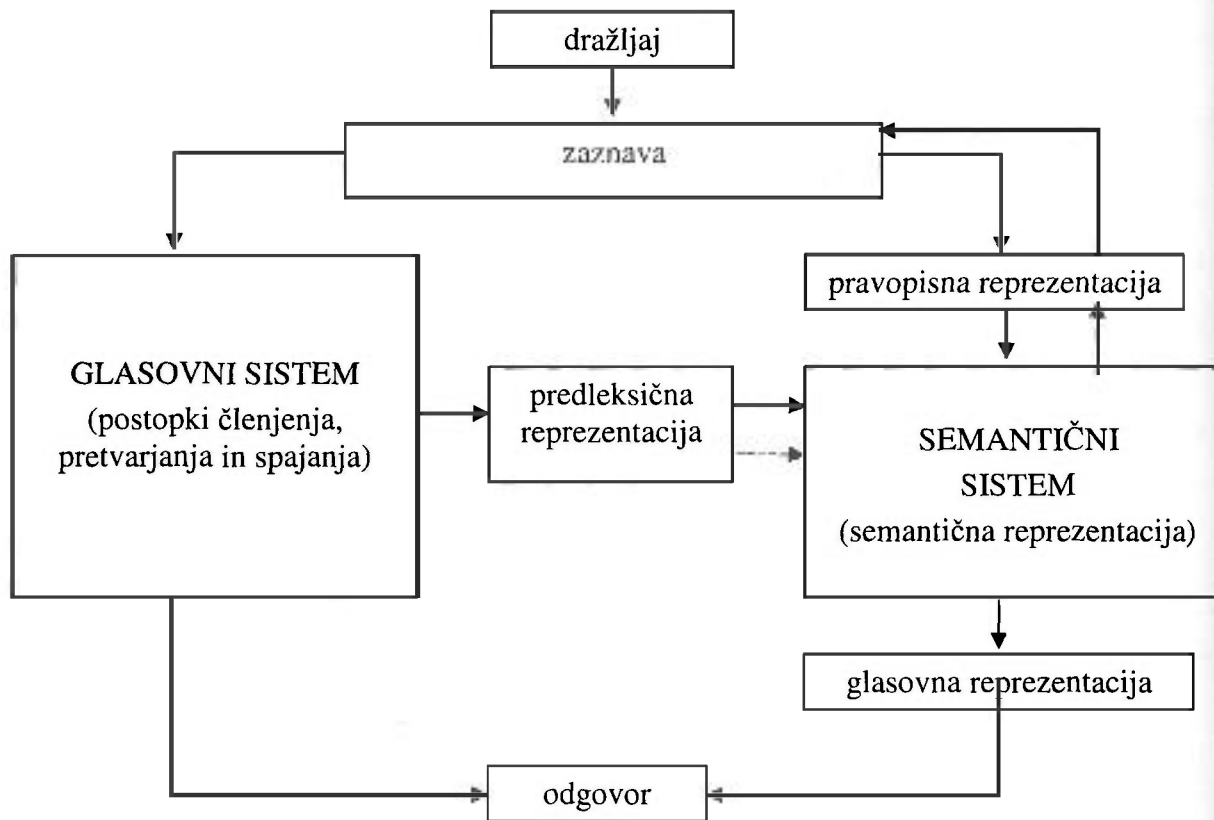 dražljaj
zaznava
pravopisna reprezentacija
GLASOVNI SISTEM
(postopki členjenja,
pretvarjanja in spajanja)
predleksična
reprezentacija
SEMANTIČNI
SISTEM
(semantična reprezentacija)
glasovna reprezentacija
odgovor